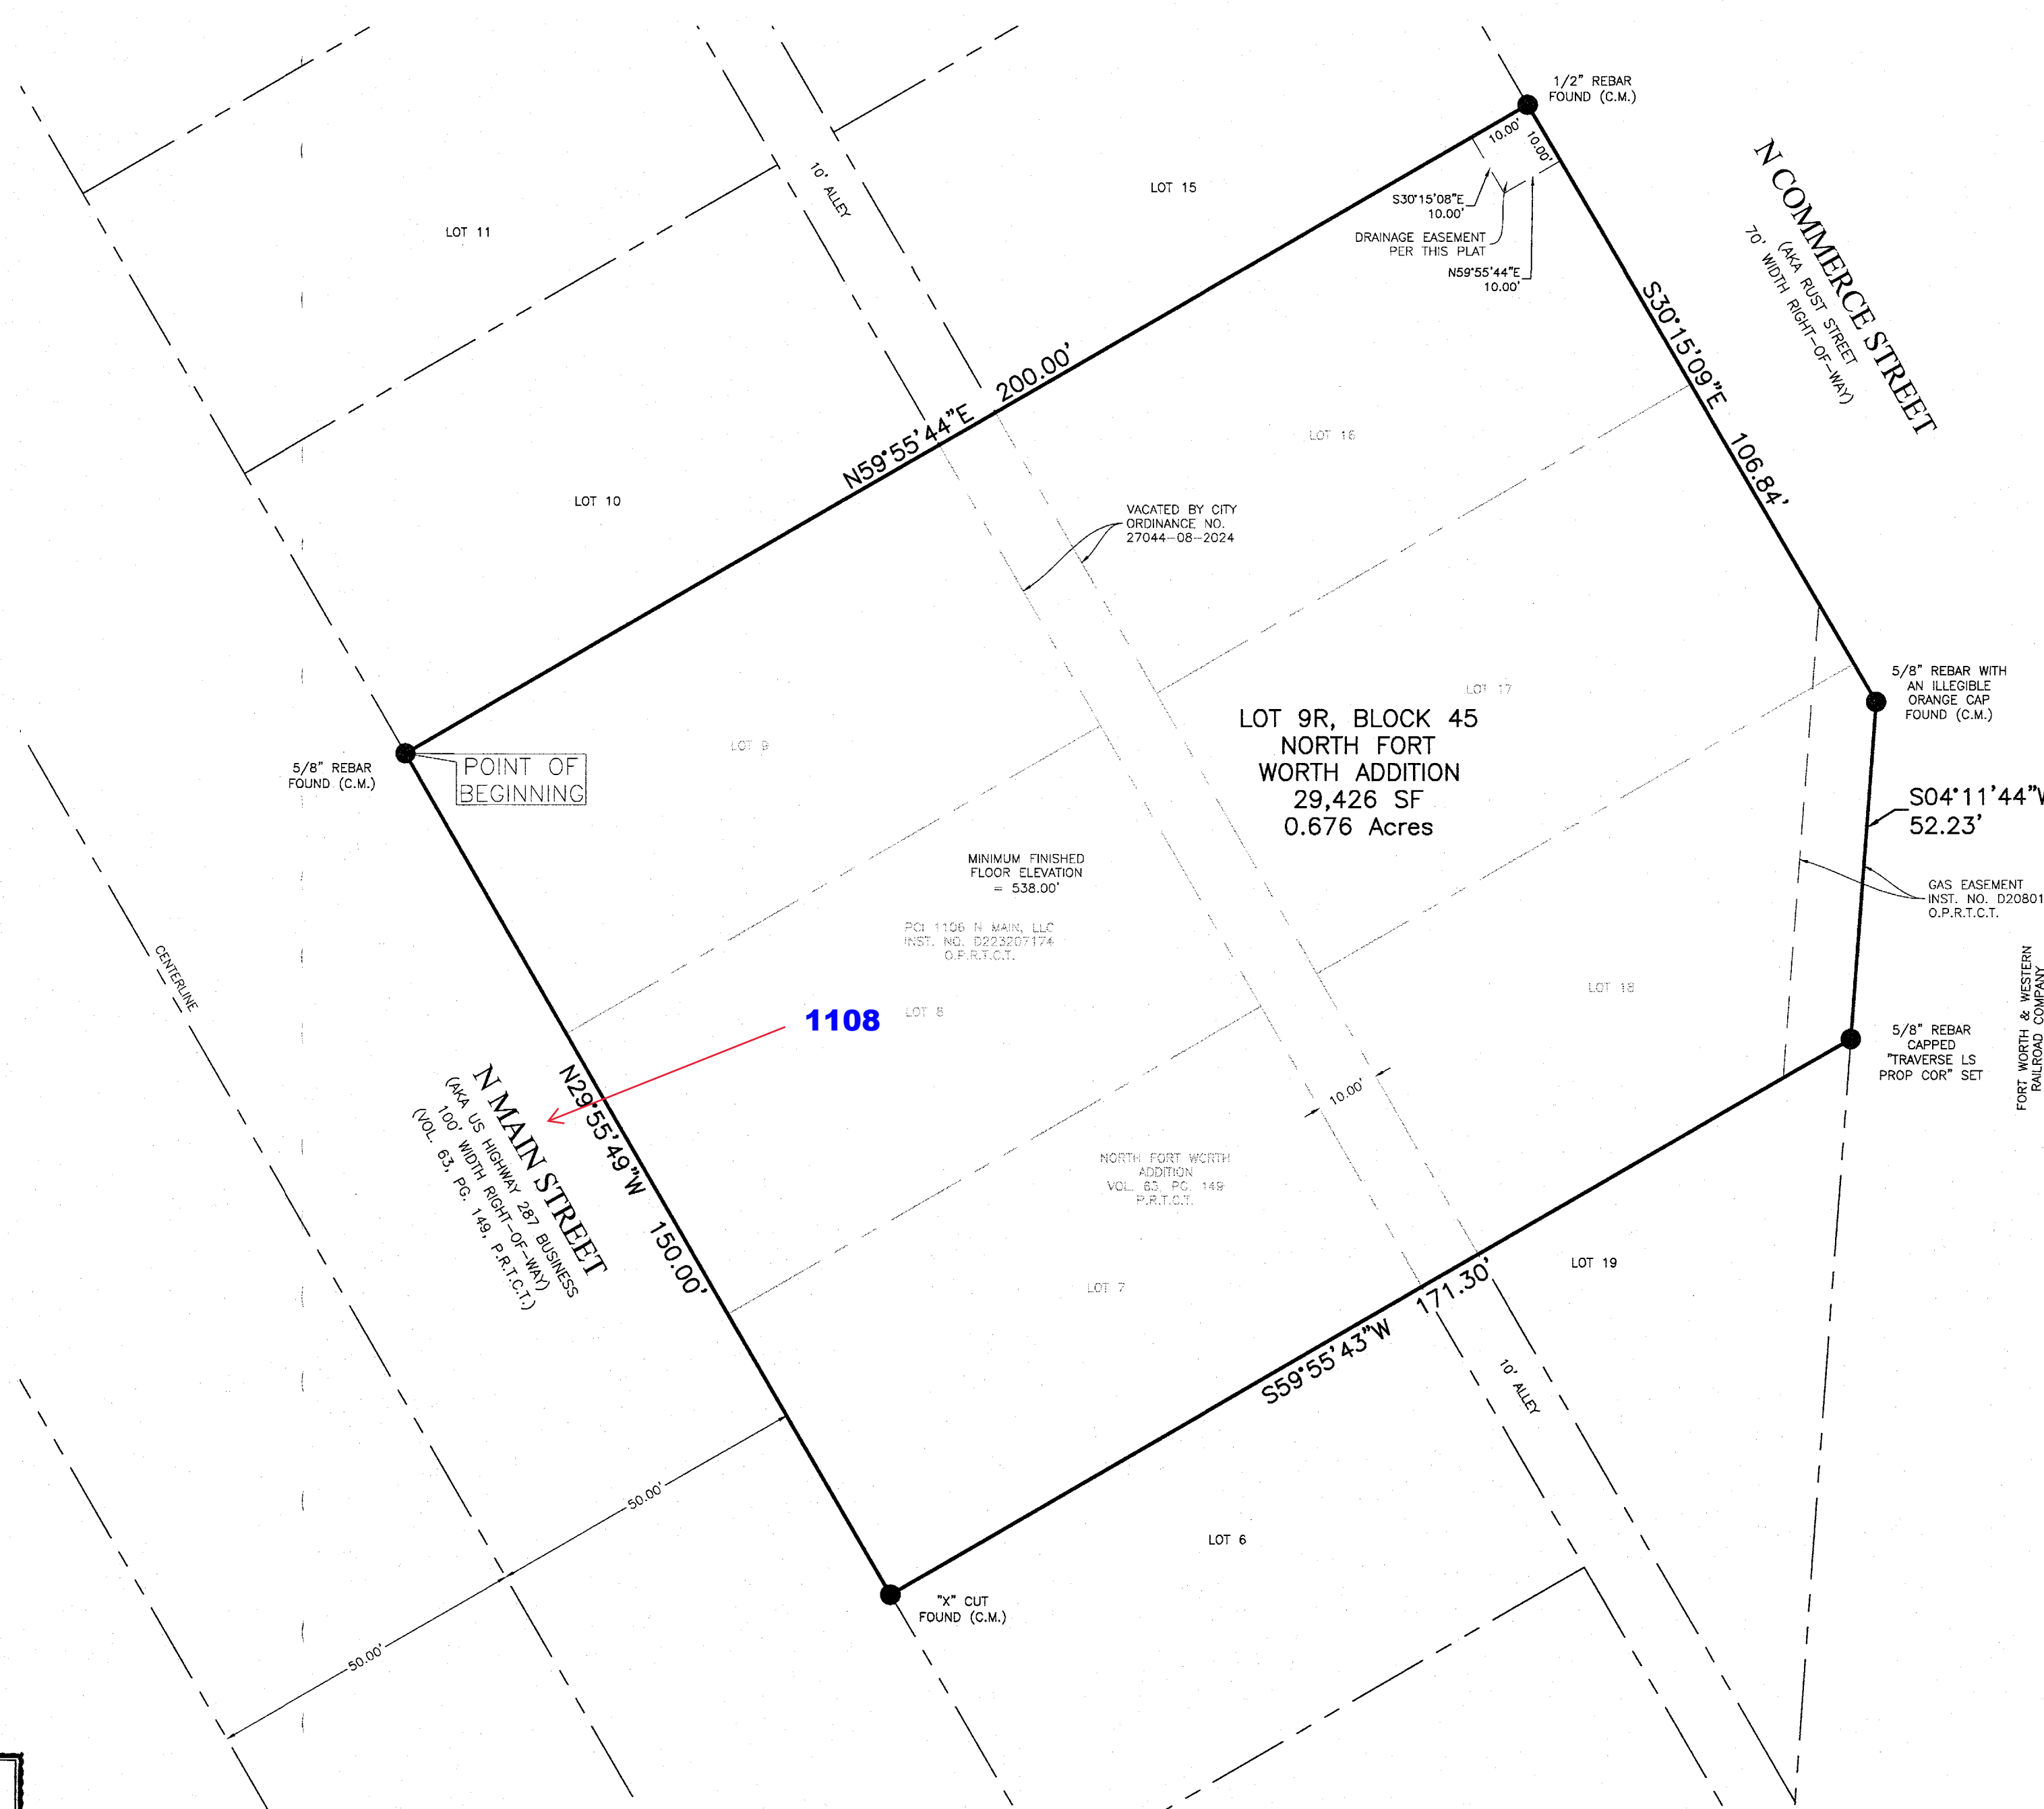 1/2" REBAR
FOUND (C.M.)
10.00'
10.00'
N COMMERCE STREET
(AKA RUST STREET
70' WIDTH RIGHT-OF-WAY)
10' ALLEY
LOT 15
S30°15'08"E
10.00'
DRAINAGE EASEMENT
PER THIS PLAT
N59°55'44"E
10.00'
LOT 11
S30°15'09"E 106.84'
N59°55'44"E 200.00'
LOT 16
LOT 10
VACATED BY CITY
ORDINANCE NO.
27044-08-2024
5/8" REBAR WITH
AN ILLEGIBLE
ORANGE CAP
FOUND (C.M.)
LOT 17
LOT 9R, BLOCK 45
NORTH FORT
WORTH ADDITION
29,426 SF
0.676 Acres
LOT 9
5/8" REBAR
FOUND (C.M.)
POINT OF
BEGINNING
S04°11'44"W
52.23'
MINIMUM FINISHED
FLOOR ELEVATION
= 538.00'
GAS EASEMENT
INST. NO. D20801
O.P.R.T.C.T.
PCI 1106 N MAIN, LLC
INST. NO. D223207174
O.P.R.T.C.T.
CENTERLINE
LOT 18
1108
LOT 8
FORT WORTH & WESTERN
RAILROAD COMPANY
5/8" REBAR
CAPPED
"TRAVERSE LS
PROP COR" SET
10.00'
N29°55'49"W 150.00'
N MAIN STREET
(AKA US HIGHWAY 287 BUSINESS
100' WIDTH RIGHT-OF-WAY)
(VOL. 63, PG. 149, P.R.T.C.T.)
NORTH FORT WORTH
ADDITION
VOL. 63, PG. 149
P.R.T.C.T.
LOT 7
LOT 19
S59°55'43"W 171.30'
10' ALLEY
50.00'
LOT 6
"X" CUT
FOUND (C.M.)
50.00'